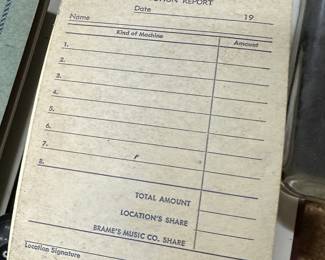 REPORT
Date 19
Name
Kind of Machine Amount
1.
2.
3.
4.
5.
6.
7.
8.
TOTAL AMOUNT
LOCATION'S SHARE
BRAME'S MUSIC CO. SHARE
Location Signature